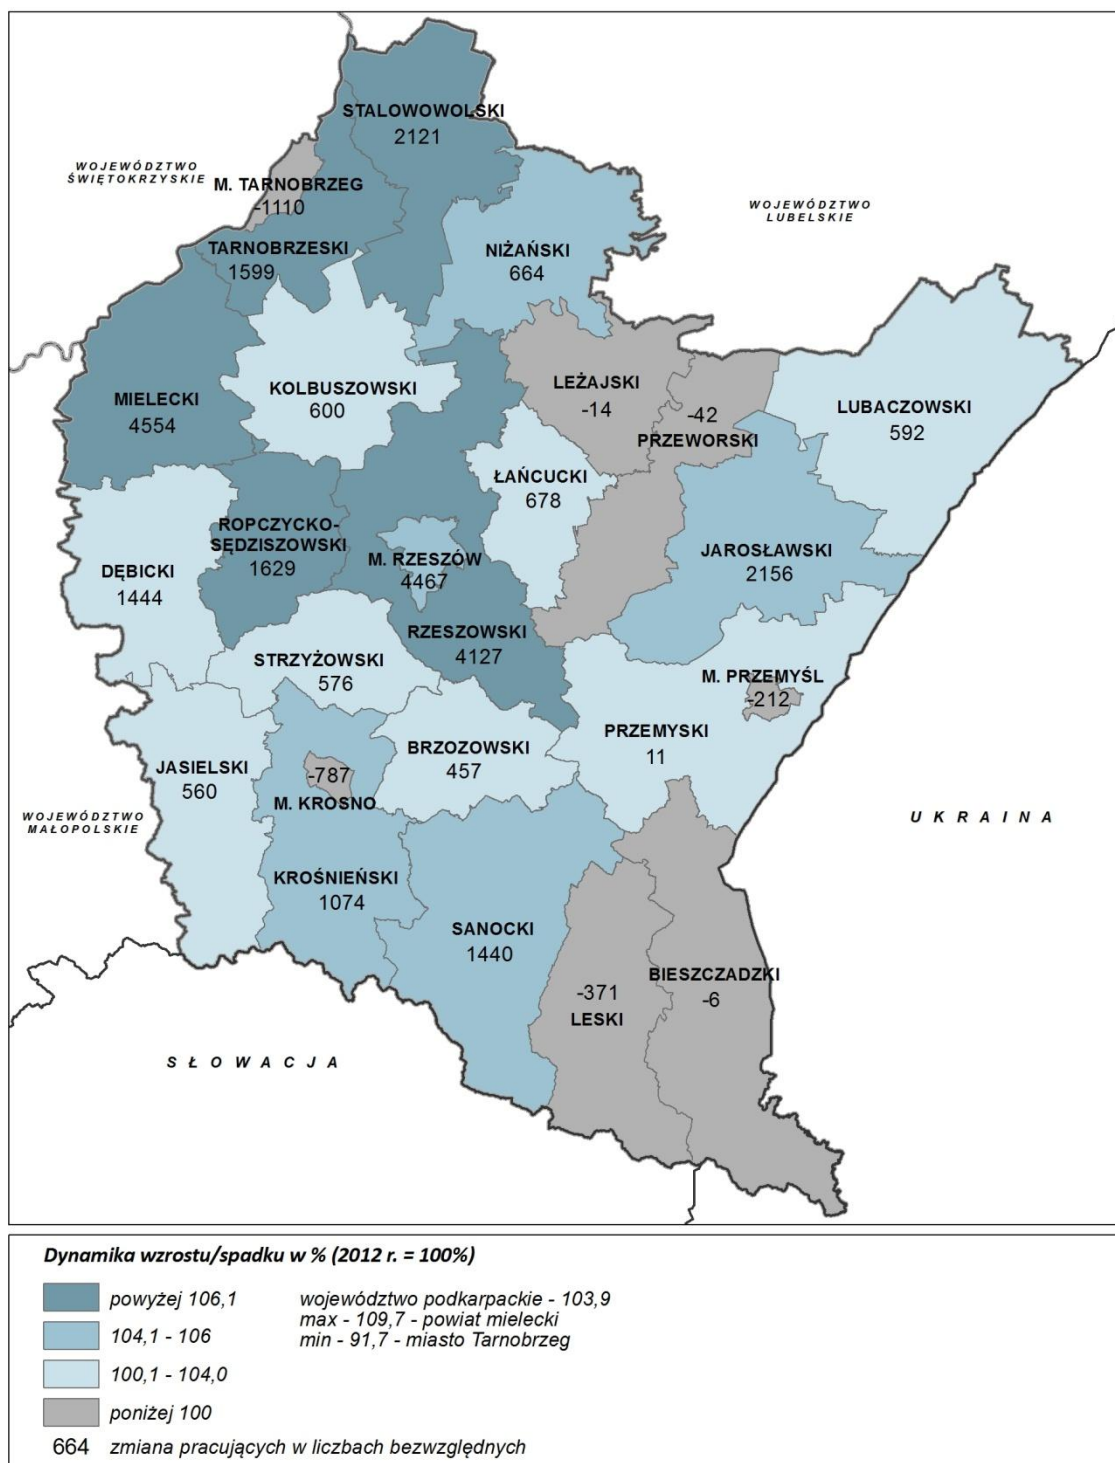 STALOWOWOLSKI
2121
WOJEWÓDZTWO
ŚWIĘTOKRZYSKIE
M. TARNOBRZEG
-1110
WOJEWÓDZTWO
LUBELSKIE
TARNOBRZESKI
1599
NIŻAŃSKI
664
MIELECKI
4554
KOLBUSZOWSKI
600
LEŻAJSKI
-14
-42
PRZEWORSKI
LUBACZOWSKI
592
ŁAŃCUCKI
678
ROPCZYCKO-
SĘDZISZOWSKI
1629
M. RZESZÓW
4467
JAROSŁAWSKI
2156
DĘBICKI
1444
RZESZOWSKI
4127
STRZYŻOWSKI
576
M. PRZEMYŚL
-212
PRZEMYSKI
11
BRZOZOWSKI
457
JASIELSKI
560
-787
M. KROSNO
WOJEWÓDZTWO
MAŁOPOLSKIE
UKRAINA
KROŚNIEŃSKI
1074
SANOCKI
1440
BIESZCZADZKI
-6
-371
LESKI
SŁOWACJA
Dynamika wzrostu/spadku w % (2012 r. = 100%)
powyżej 106,1
104,1 - 106
100,1 - 104,0
poniżej 100
województwo podkarpackie - 103,9
max - 109,7 - powiat mielecki
min - 91,7 - miasto Tarnobrzeg
664 zmiana pracujących w liczbach bezwzględnych